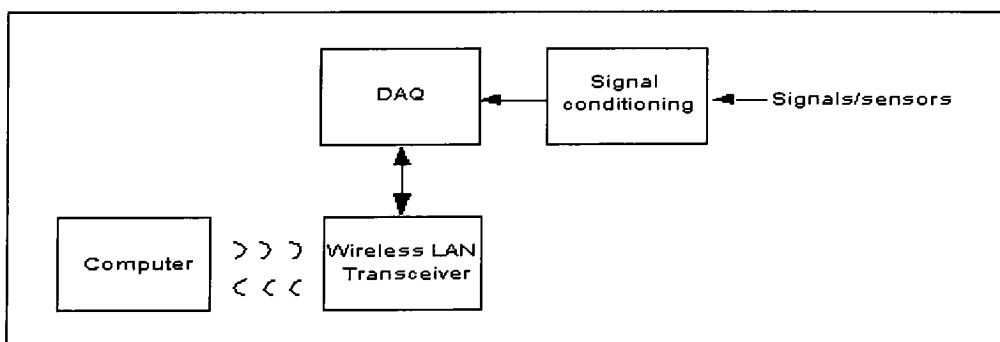 DAQ
Signal
conditioning
Signals/sensors
Computer
Wireless LAN
Transceiver